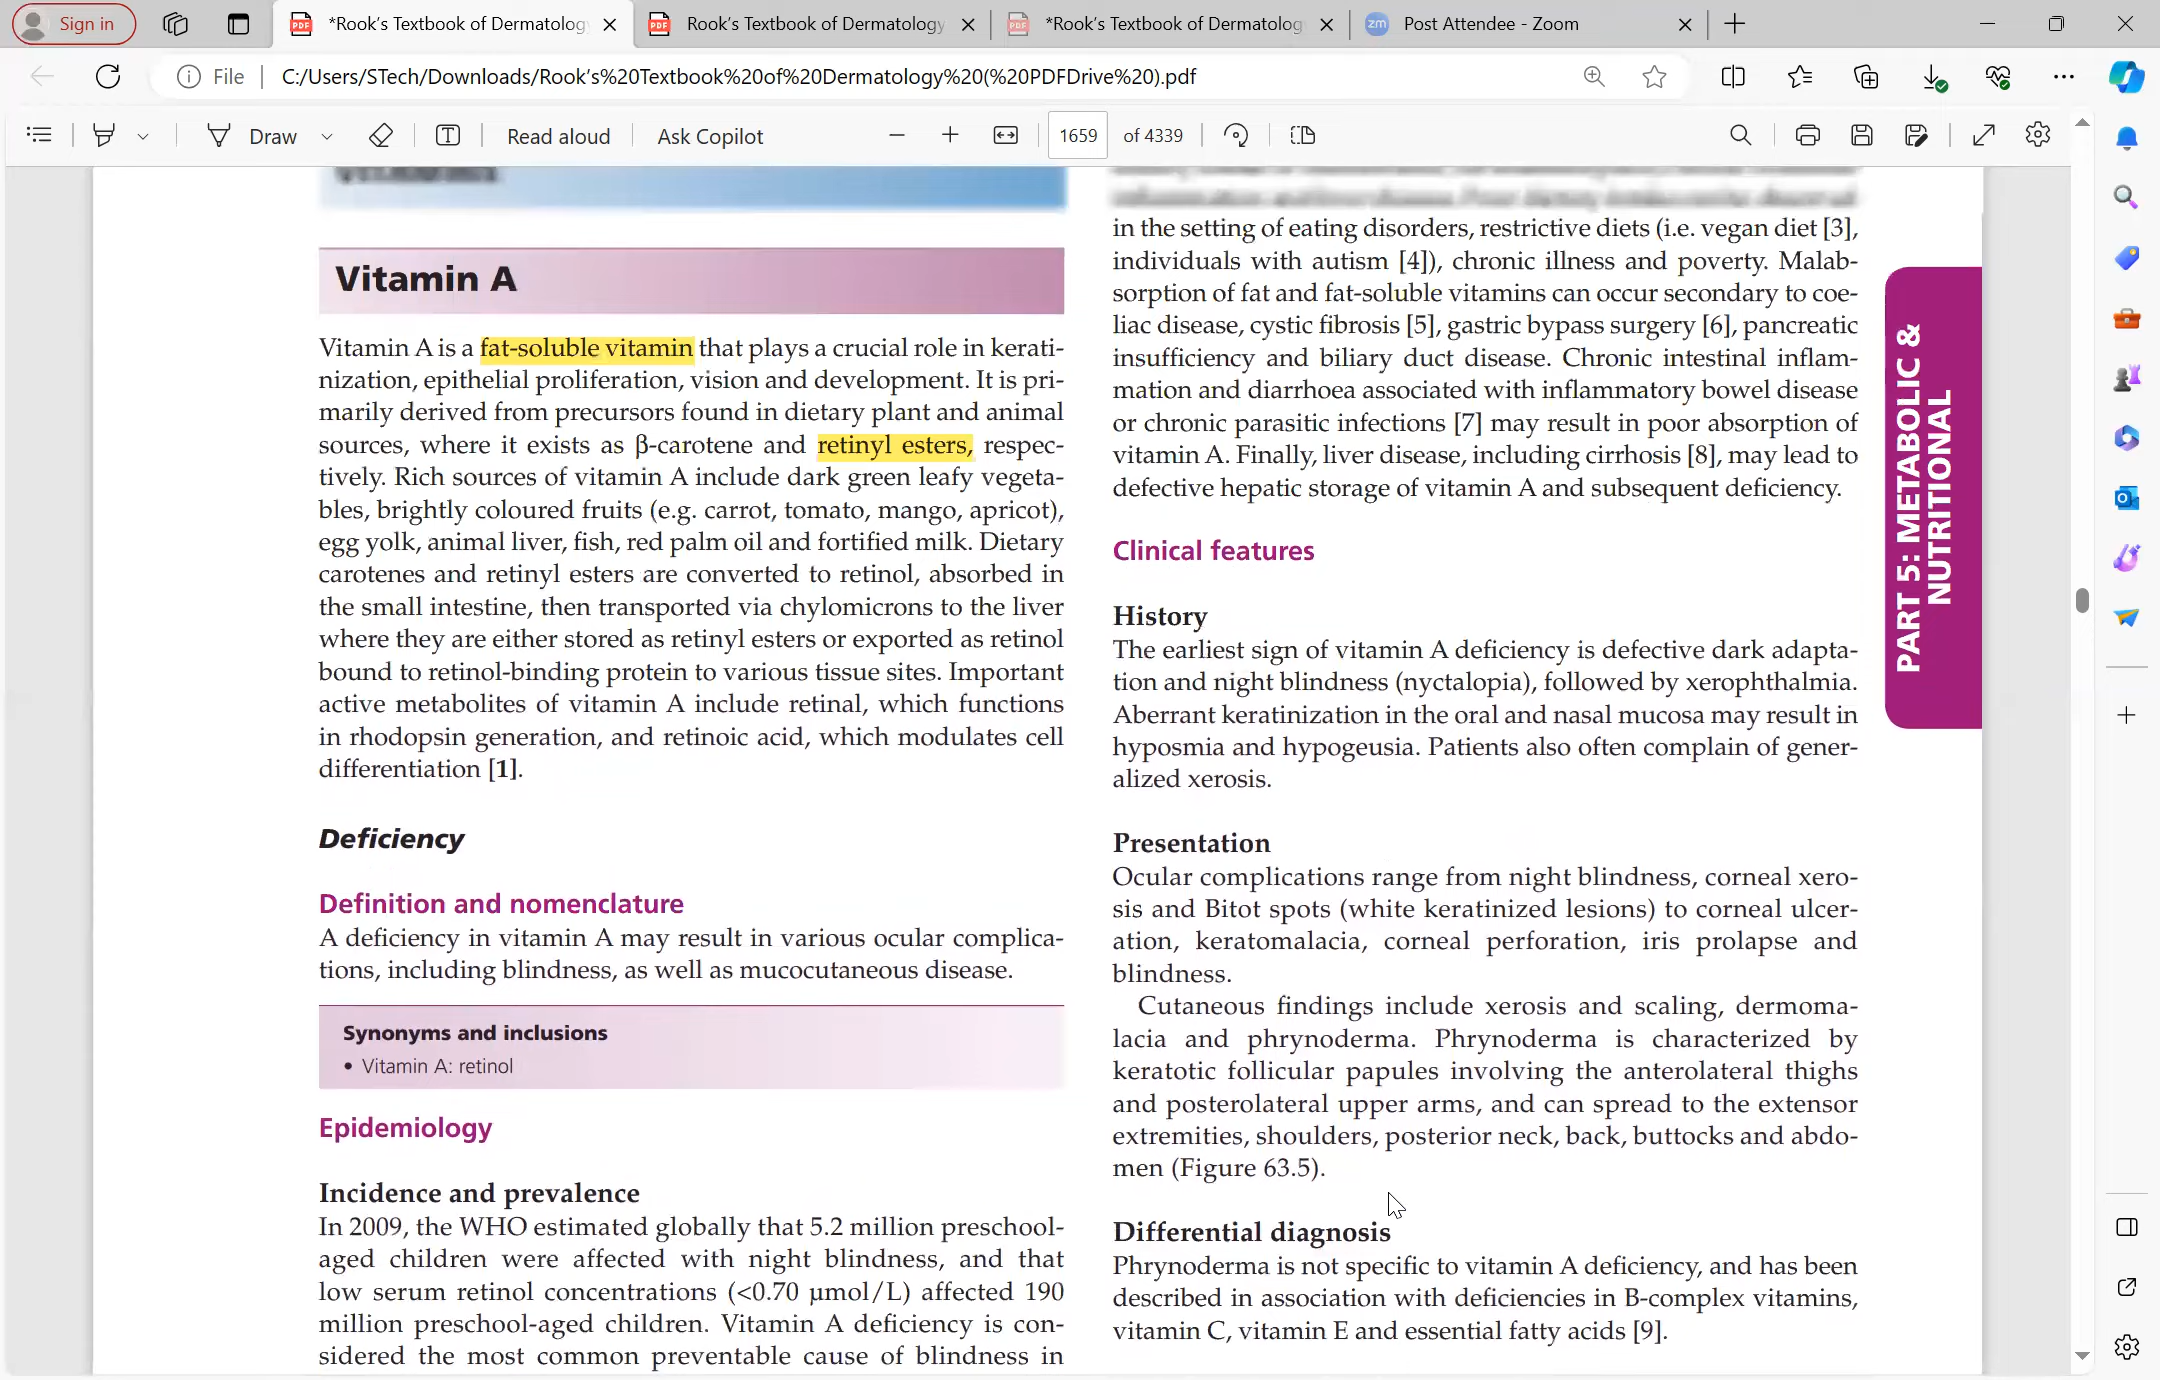 Sign in
*Rook's Textbook of Dermatolog
Rook's Textbook of Dermatology
*Rook's Textbook of Dermatolog
zm
Post Attendee - Zoom
File
C:/Users/STech/Downloads/Rook's%20Textbook%20of%20Dermatology%20(%20PDFDrive%20).pdf
Draw
Read aloud
Ask Copilot
1659
of 4339
Vitamin A
Vitamin A is a fat-soluble vitamin that plays a crucial role in kerati-
nization, epithelial proliferation, vision and development. It is pri-
marily derived from precursors found in dietary plant and animal
sources, where it exists as β-carotene and retinyl esters, respec-
tively. Rich sources of vitamin A include dark green leafy vegeta-
bles, brightly coloured fruits (e.g. carrot, tomato, mango, apricot),
egg yolk, animal liver, fish, red palm oil and fortified milk. Dietary
carotenes and retinyl esters are converted to retinol, absorbed in
the small intestine, then transported via chylomicrons to the liver
where they are either stored as retinyl esters or exported as retinol
bound to retinol-binding protein to various tissue sites. Important
active metabolites of vitamin A include retinal, which functions
in rhodopsin generation, and retinoic acid, which modulates cell
differentiation [1].
Deficiency
Definition and nomenclature
A deficiency in vitamin A may result in various ocular complica-
tions, including blindness, as well as mucocutaneous disease.
Synonyms and inclusions
• Vitamin A: retinol
Epidemiology
Incidence and prevalence
In 2009, the WHO estimated globally that 5.2 million preschool-
aged children were affected with night blindness, and that
low serum retinol concentrations (<0.70 μmol/L) affected 190
million preschool-aged children. Vitamin A deficiency is con-
sidered the most common preventable cause of blindness in
in the setting of eating disorders, restrictive diets (i.e. vegan diet [3],
individuals with autism [4]), chronic illness and poverty. Malab-
sorption of fat and fat-soluble vitamins can occur secondary to coe-
liac disease, cystic fibrosis [5], gastric bypass surgery [6], pancreatic
insufficiency and biliary duct disease. Chronic intestinal inflam-
mation and diarrhoea associated with inflammatory bowel disease
or chronic parasitic infections [7] may result in poor absorption of
vitamin A. Finally, liver disease, including cirrhosis [8], may lead to
defective hepatic storage of vitamin A and subsequent deficiency.
Clinical features
History
The earliest sign of vitamin A deficiency is defective dark adapta-
tion and night blindness (nyctalopia), followed by xerophthalmia.
Aberrant keratinization in the oral and nasal mucosa may result in
hyposmia and hypogeusia. Patients also often complain of gener-
alized xerosis.
Presentation
Ocular complications range from night blindness, corneal xero-
sis and Bitot spots (white keratinized lesions) to corneal ulcer-
ation, keratomalacia, corneal perforation, iris prolapse and
blindness.
Cutaneous findings include xerosis and scaling, dermoma-
lacia and phrynoderma. Phrynoderma is characterized by
keratotic follicular papules involving the anterolateral thighs
and posterolateral upper arms, and can spread to the extensor
extremities, shoulders, posterior neck, back, buttocks and abdo-
men (Figure 63.5).
Differential diagnosis
Phrynoderma is not specific to vitamin A deficiency, and has been
described in association with deficiencies in B-complex vitamins,
vitamin C, vitamin E and essential fatty acids [9].
PART 5: METABOLIC &
NUTRITIONAL